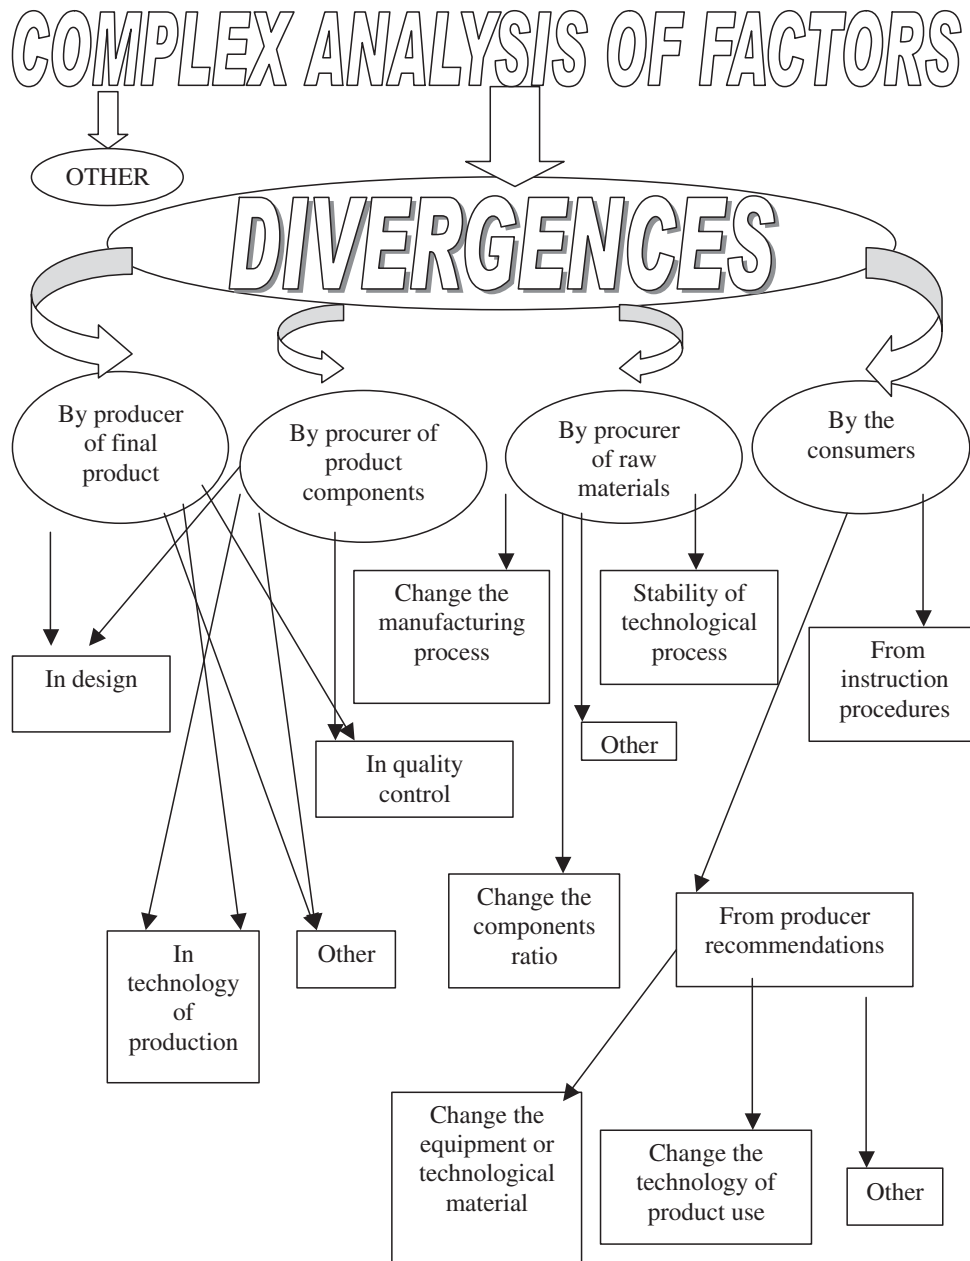 COMPLEX ANALYSIS OF FACTORS
OTHER
DIVERGENCES
By producer
of final
product
By procurer of
product
components
By procurer
of raw
materials
By the
consumers
Change the
manufacturing
process
Stability of
technological
process
From
instruction
procedures
In design
Other
In quality
control
Change the
components
ratio
From producer
recommendations
In
technology
of
production
Other
Change the
equipment or
technological
material
Change the
technology of
product use
Other